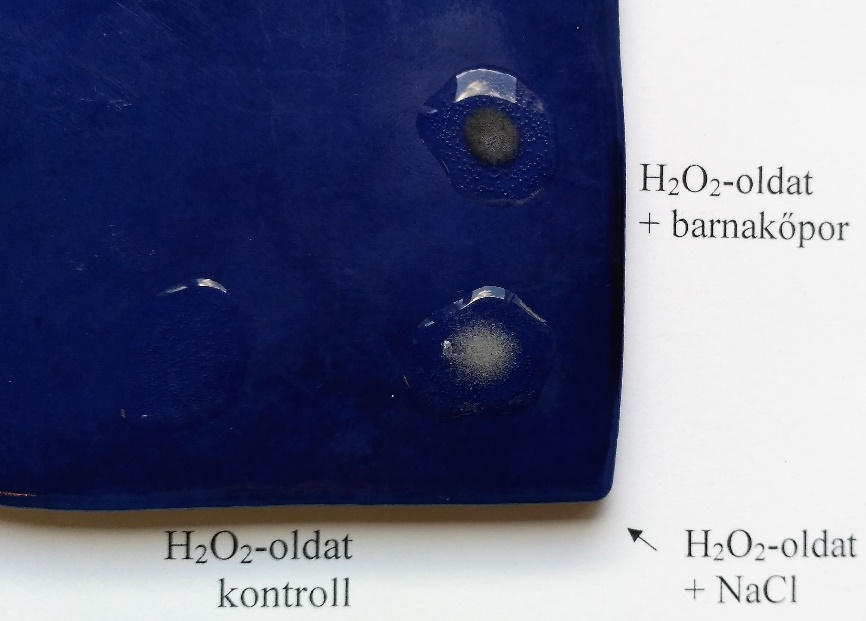 H₂O₂-oldat
+ barnakőpor
H₂O₂-oldat
kontroll
H₂O₂-oldat
+ NaCl